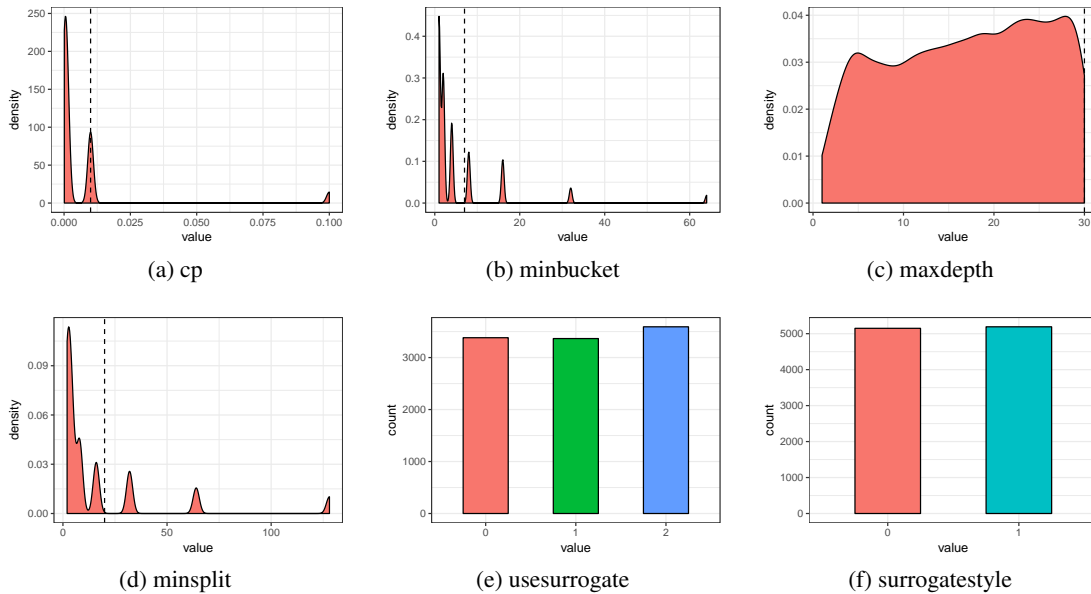 250
200
150
100
50
0
density
0.000
0.025
0.050
0.075
0.100
value
(a) cp
0.4
0.3
0.2
0.1
0.0
density
0
20
40
60
value
(b) minbucket
0.04
0.03
0.02
0.01
0.00
density
0
10
20
30
value
(c) maxdepth
0.09
0.06
0.03
0.00
density
0
50
100
value
(d) minsplit
3000
2000
1000
0
count
0
1
2
value
(e) usesurrogate
5000
4000
3000
2000
1000
0
count
0
1
value
(f) surrogatestyle